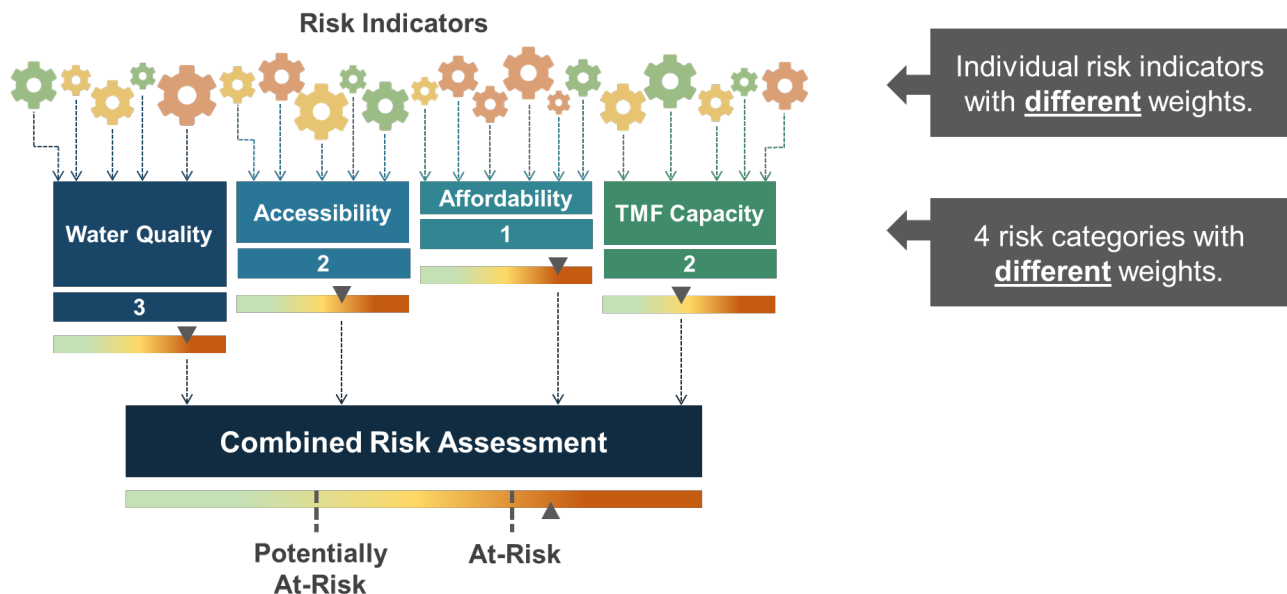 Risk Indicators
Individual risk indicators
with different weights.
Water Quality
3
Accessibility
2
Affordability
1
TMF Capacity
2
4 risk categories with
different weights.
Combined Risk Assessment
Potentially
At-Risk
At-Risk